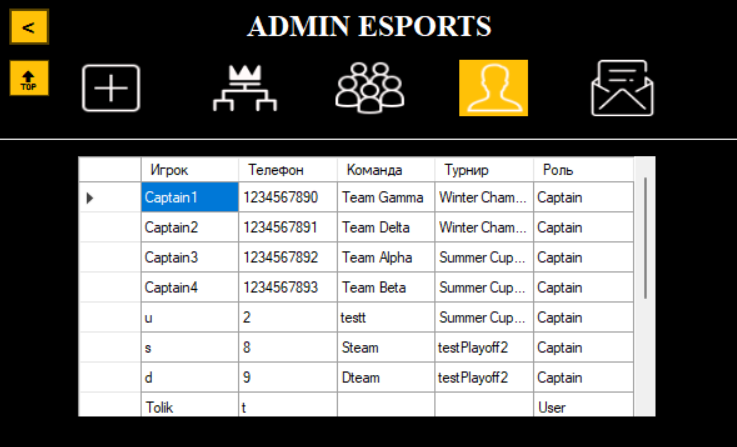 <
ADMIN ESPORTS
TOP
Игрок Телефон Команда Турнир Роль
Captain1 1234567890 Team Gamma Winter Cham... Captain
Captain2 1234567891 Team Delta Winter Cham... Captain
Captain3 1234567892 Team Alpha Summer Cup... Captain
Captain4 1234567893 Team Beta Summer Cup... Captain
u 2 testt Summer Cup... Captain
s 8 Steam testPlayoff2 Captain
d 9 Dteam testPlayoff2 Captain
Tolik t User